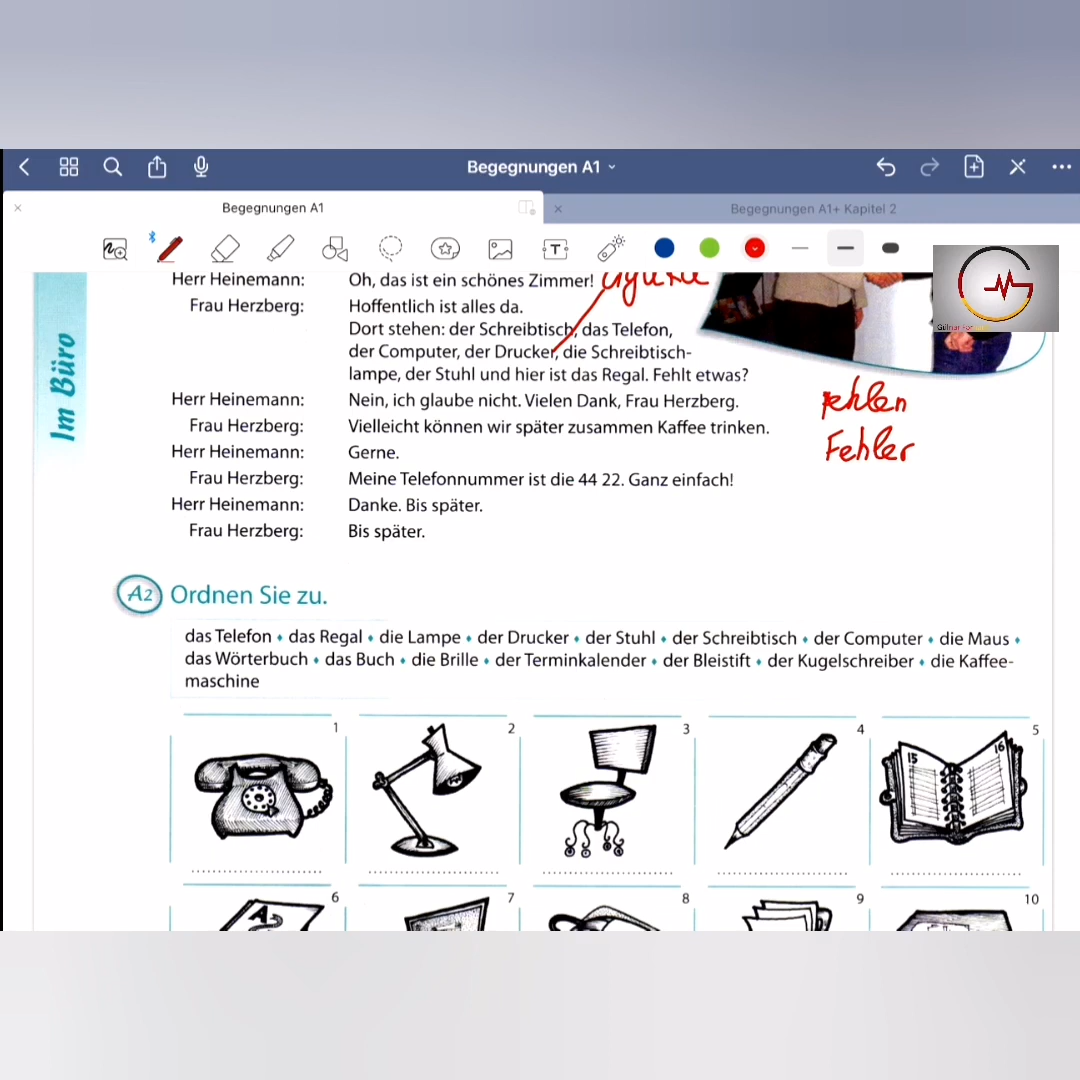 Begegnungen A1
Begegnungen A1
Begegnungen A1+ Kapitel 2
Herr Heinemann: Oh, das ist ein schönes Zimmer!
Frau Herzberg: Hoffentlich ist alles da.
Dort stehen: der Schreibtisch, das Telefon,
der Computer, der Drucker, die Schreibtisch-
lampe, der Stuhl und hier ist das Regal. Fehlt etwas?
Herr Heinemann: Nein, ich glaube nicht. Vielen Dank, Frau Herzberg.
Frau Herzberg: Vielleicht können wir später zusammen Kaffee trinken.
Herr Heinemann: Gerne.
Frau Herzberg: Meine Telefonnummer ist die 44 22. Ganz einfach!
Herr Heinemann: Danke. Bis später.
Frau Herzberg: Bis später.
fehlen
Fehler
Im Büro
A2 Ordnen Sie zu.
das Telefon • das Regal • die Lampe • der Drucker • der Stuhl • der Schreibtisch • der Computer • die Maus •
das Wörterbuch • das Buch • die Brille • der Terminkalender • der Bleistift • der Kugelschreiber • die Kaffee-
maschine
1 2 3 4 5
15 16
6 7 8 9 10
A